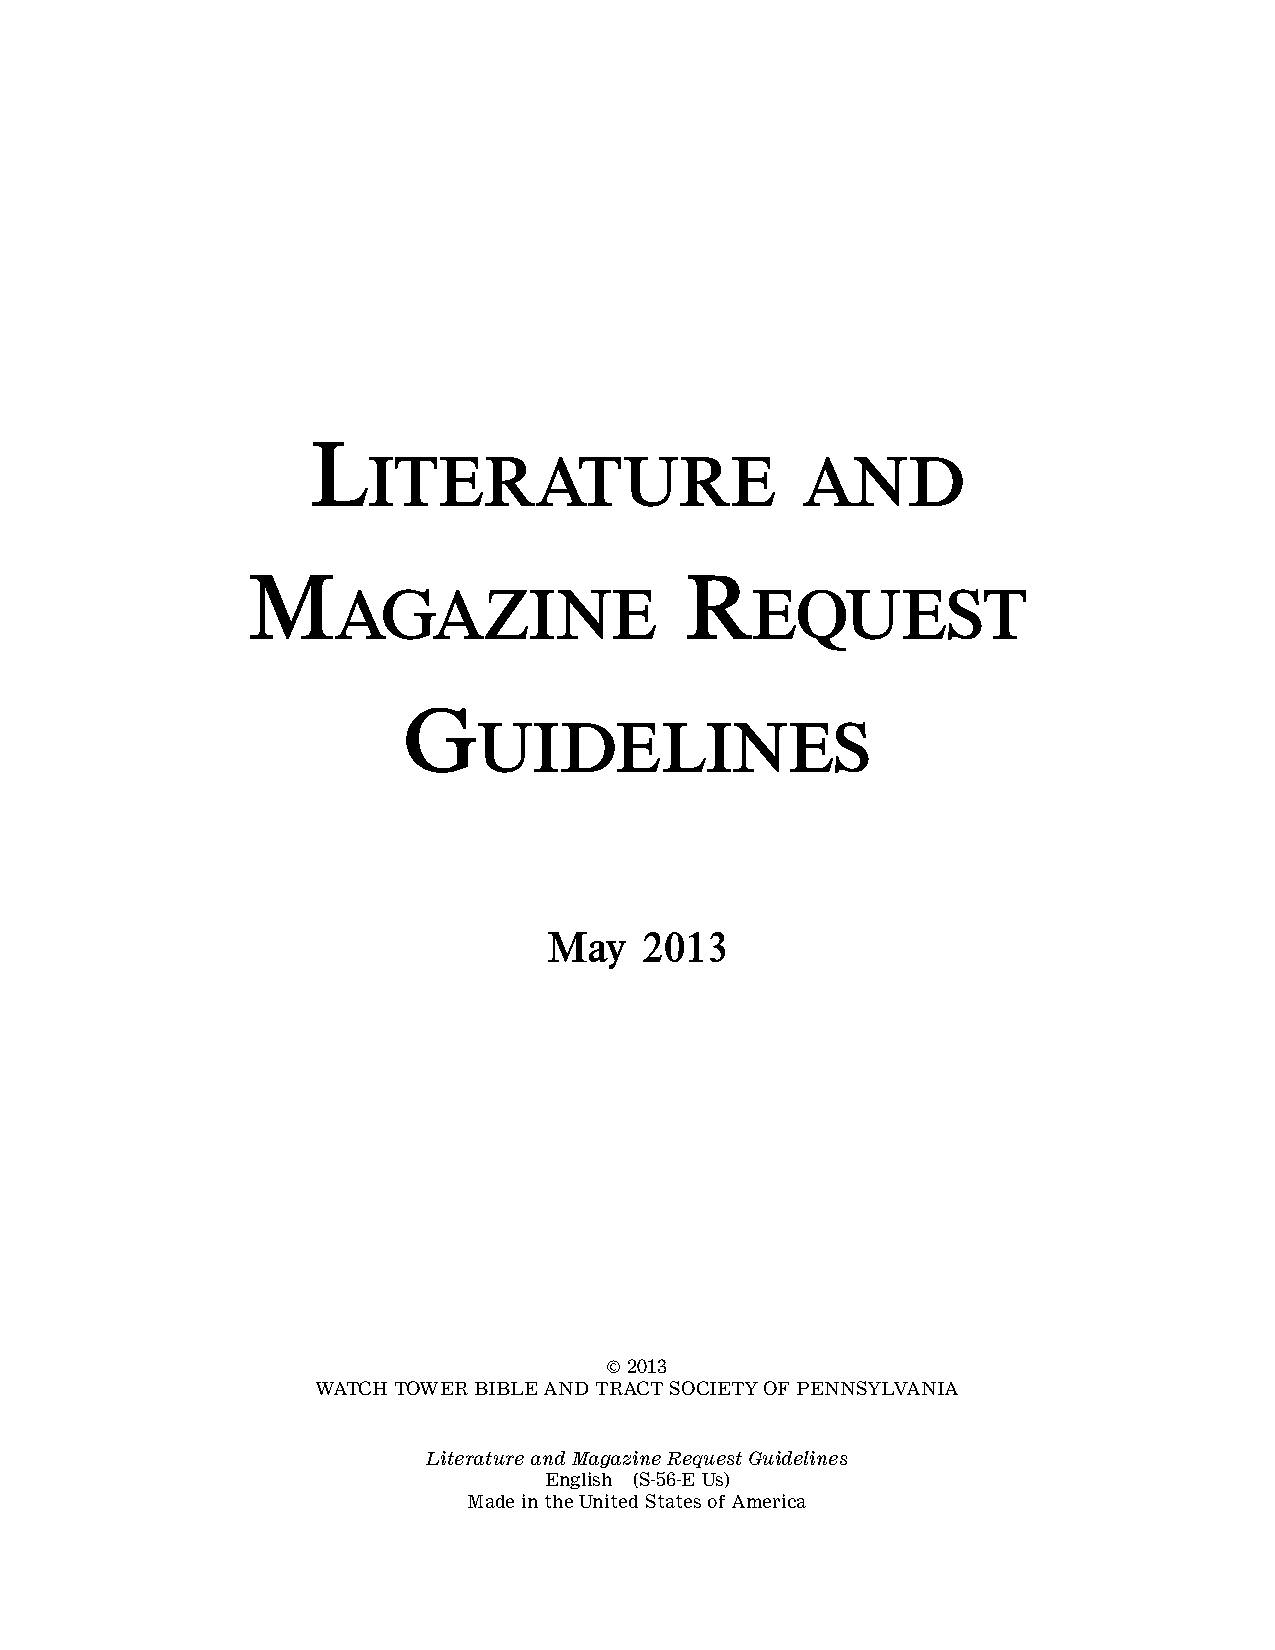 LITERATURE AND
MAGAZINE REQUEST
GUIDELINES
May 2013
© 2013
WATCH TOWER BIBLE AND TRACT SOCIETY OF PENNSYLVANIA
Literature and Magazine Request Guidelines
English (S-56-E Us)
Made in the United States of America